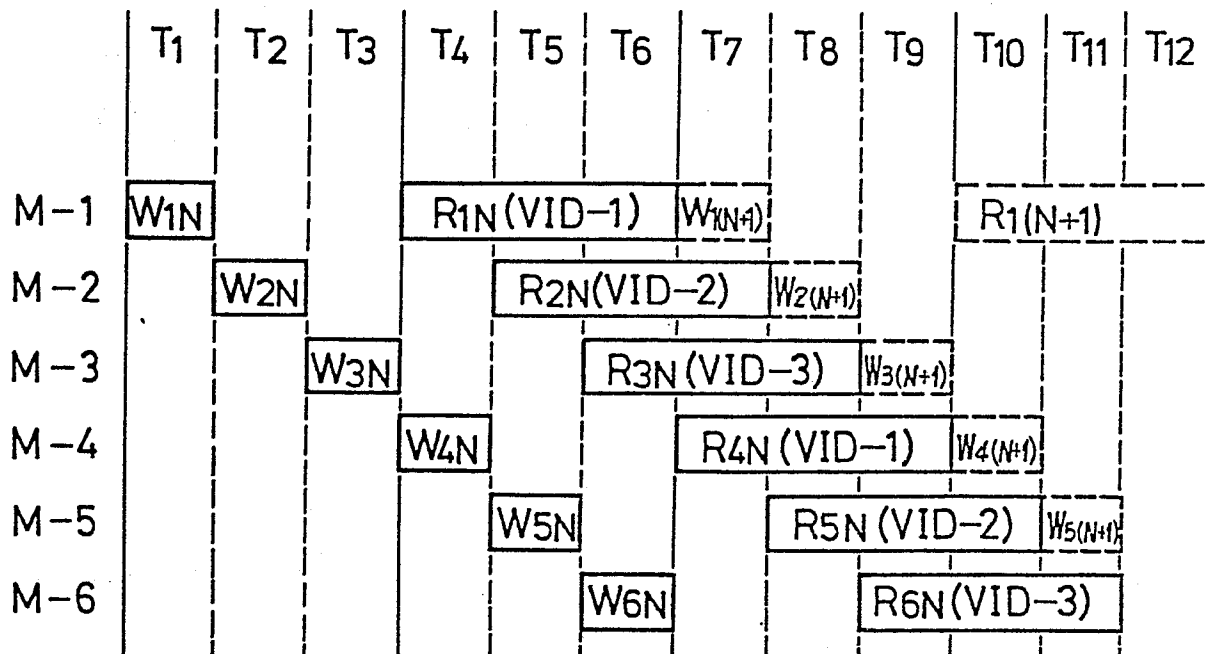 T1 T2 T3 T4 T5 T6 T7 T8 T9 T10 T11 T12
M-1 W1N R1N (VID-1) W1(N+1) R1(N+1)
M-2 W2N R2N(VID-2) W2(N+1)
M-3 W3N R3N (VID-3) W3(N+1)
M-4 W4N R4N (VID-1) W4(N+1)
M-5 W5N R5N (VID-2) W5(N+1)
M-6 W6N R6N (VID-3)